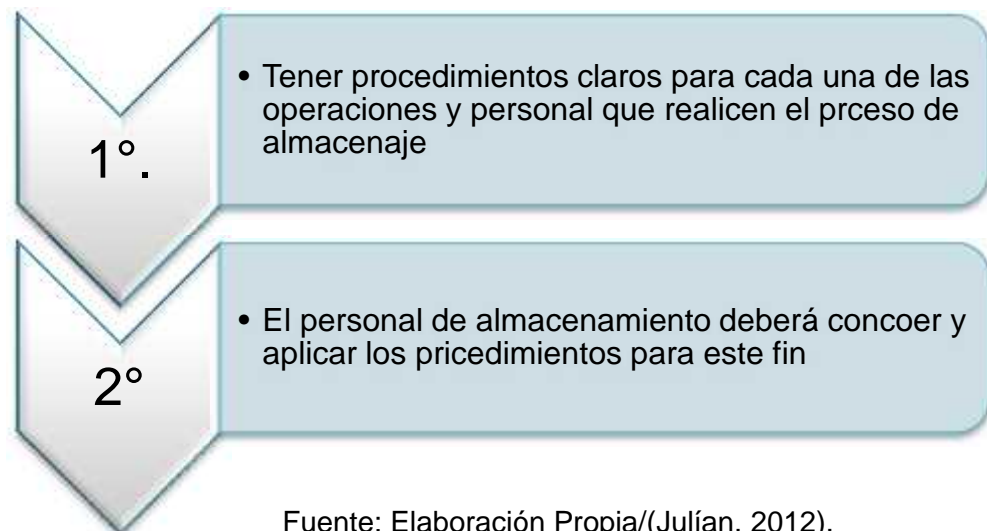 1°.
• Tener procedimientos claros para cada una de las
operaciones y personal que realicen el prceso de
almacenaje
2°
• El personal de almacenamiento deberá concoer y
aplicar los pricedimientos para este fin
Fuente: Elaboración Propia/(Julían, 2012).